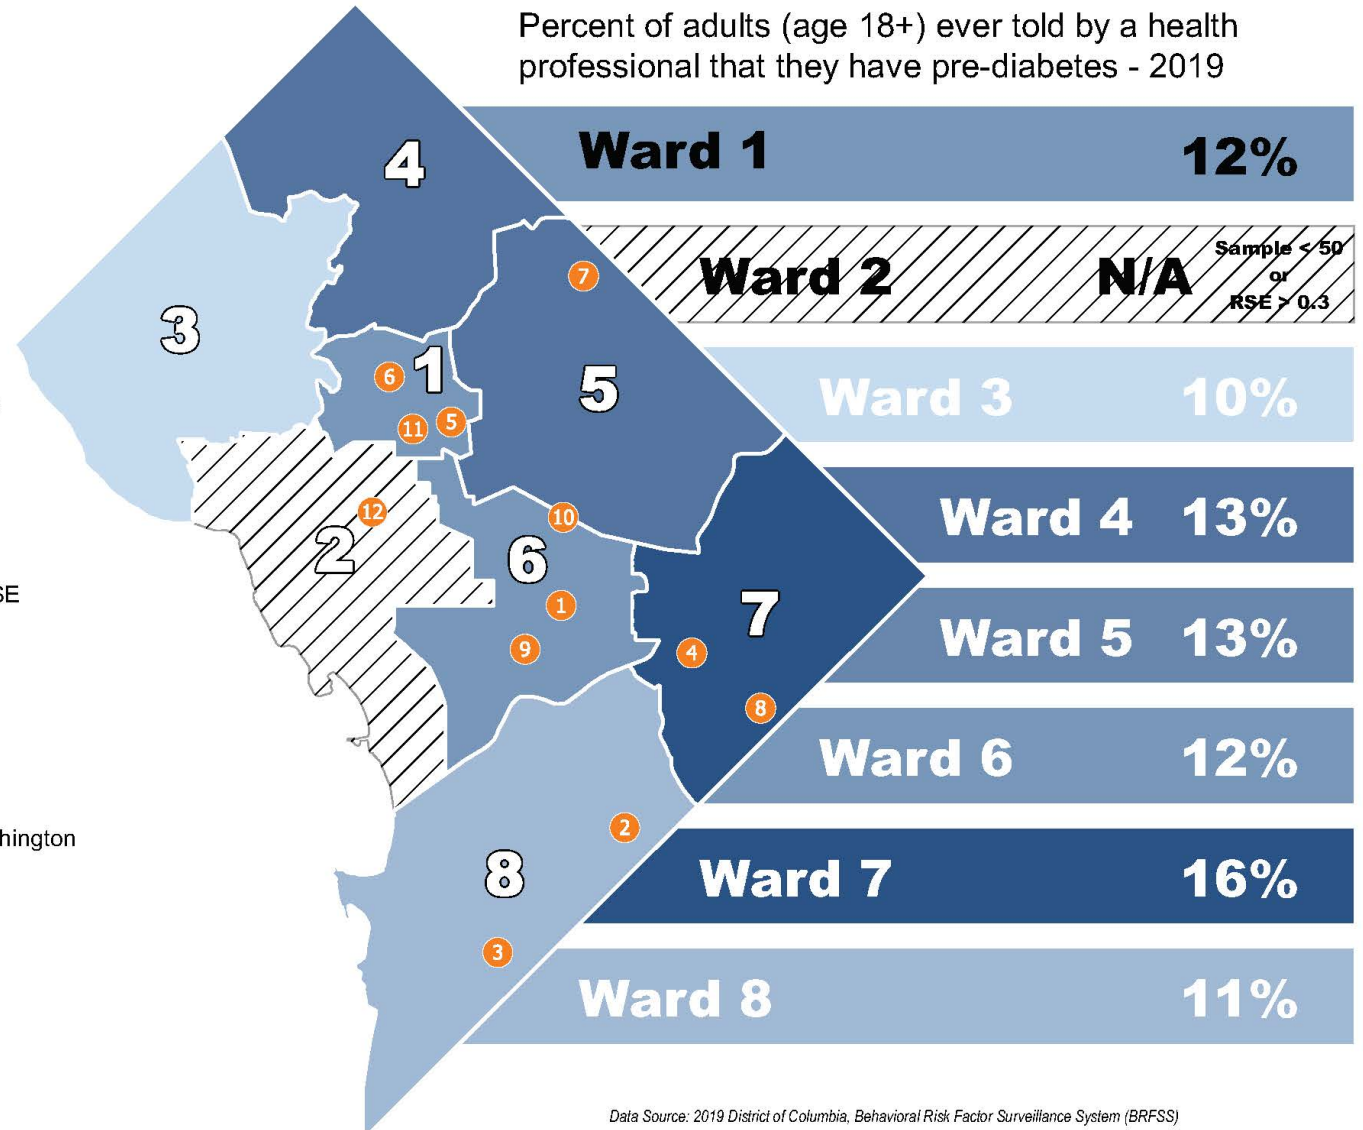 Percent of adults (age 18+) ever told by a health
professional that they have pre-diabetes - 2019
Ward 1 12%
Ward 2 N/A
Sample < 50
or
RSE > 0.3
Ward 3 10%
Ward 4 13%
Ward 5 13%
Ward 6 12%
Ward 7 16%
Ward 8 11%
4
7
3
1
6
5
11
5
12
10
2
6
1
7
9
4
8
2
8
3
SE
hington
Data Source: 2019 District of Columbia, Behavioral Risk Factor Surveillance System (BRFSS)